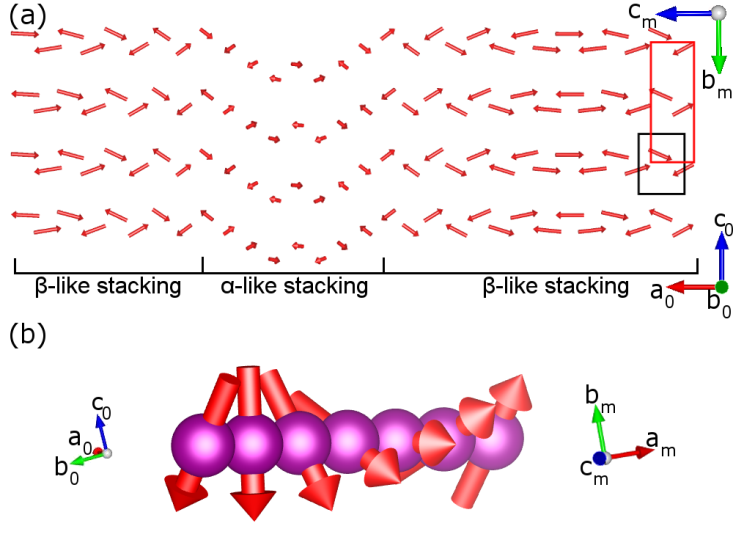 (a)
c_m
b_m
c_0
β-like stacking α-like stacking β-like stacking
a_0 b_0
(b)
c_0
a_0
b_0
b_m
a_m
c_m